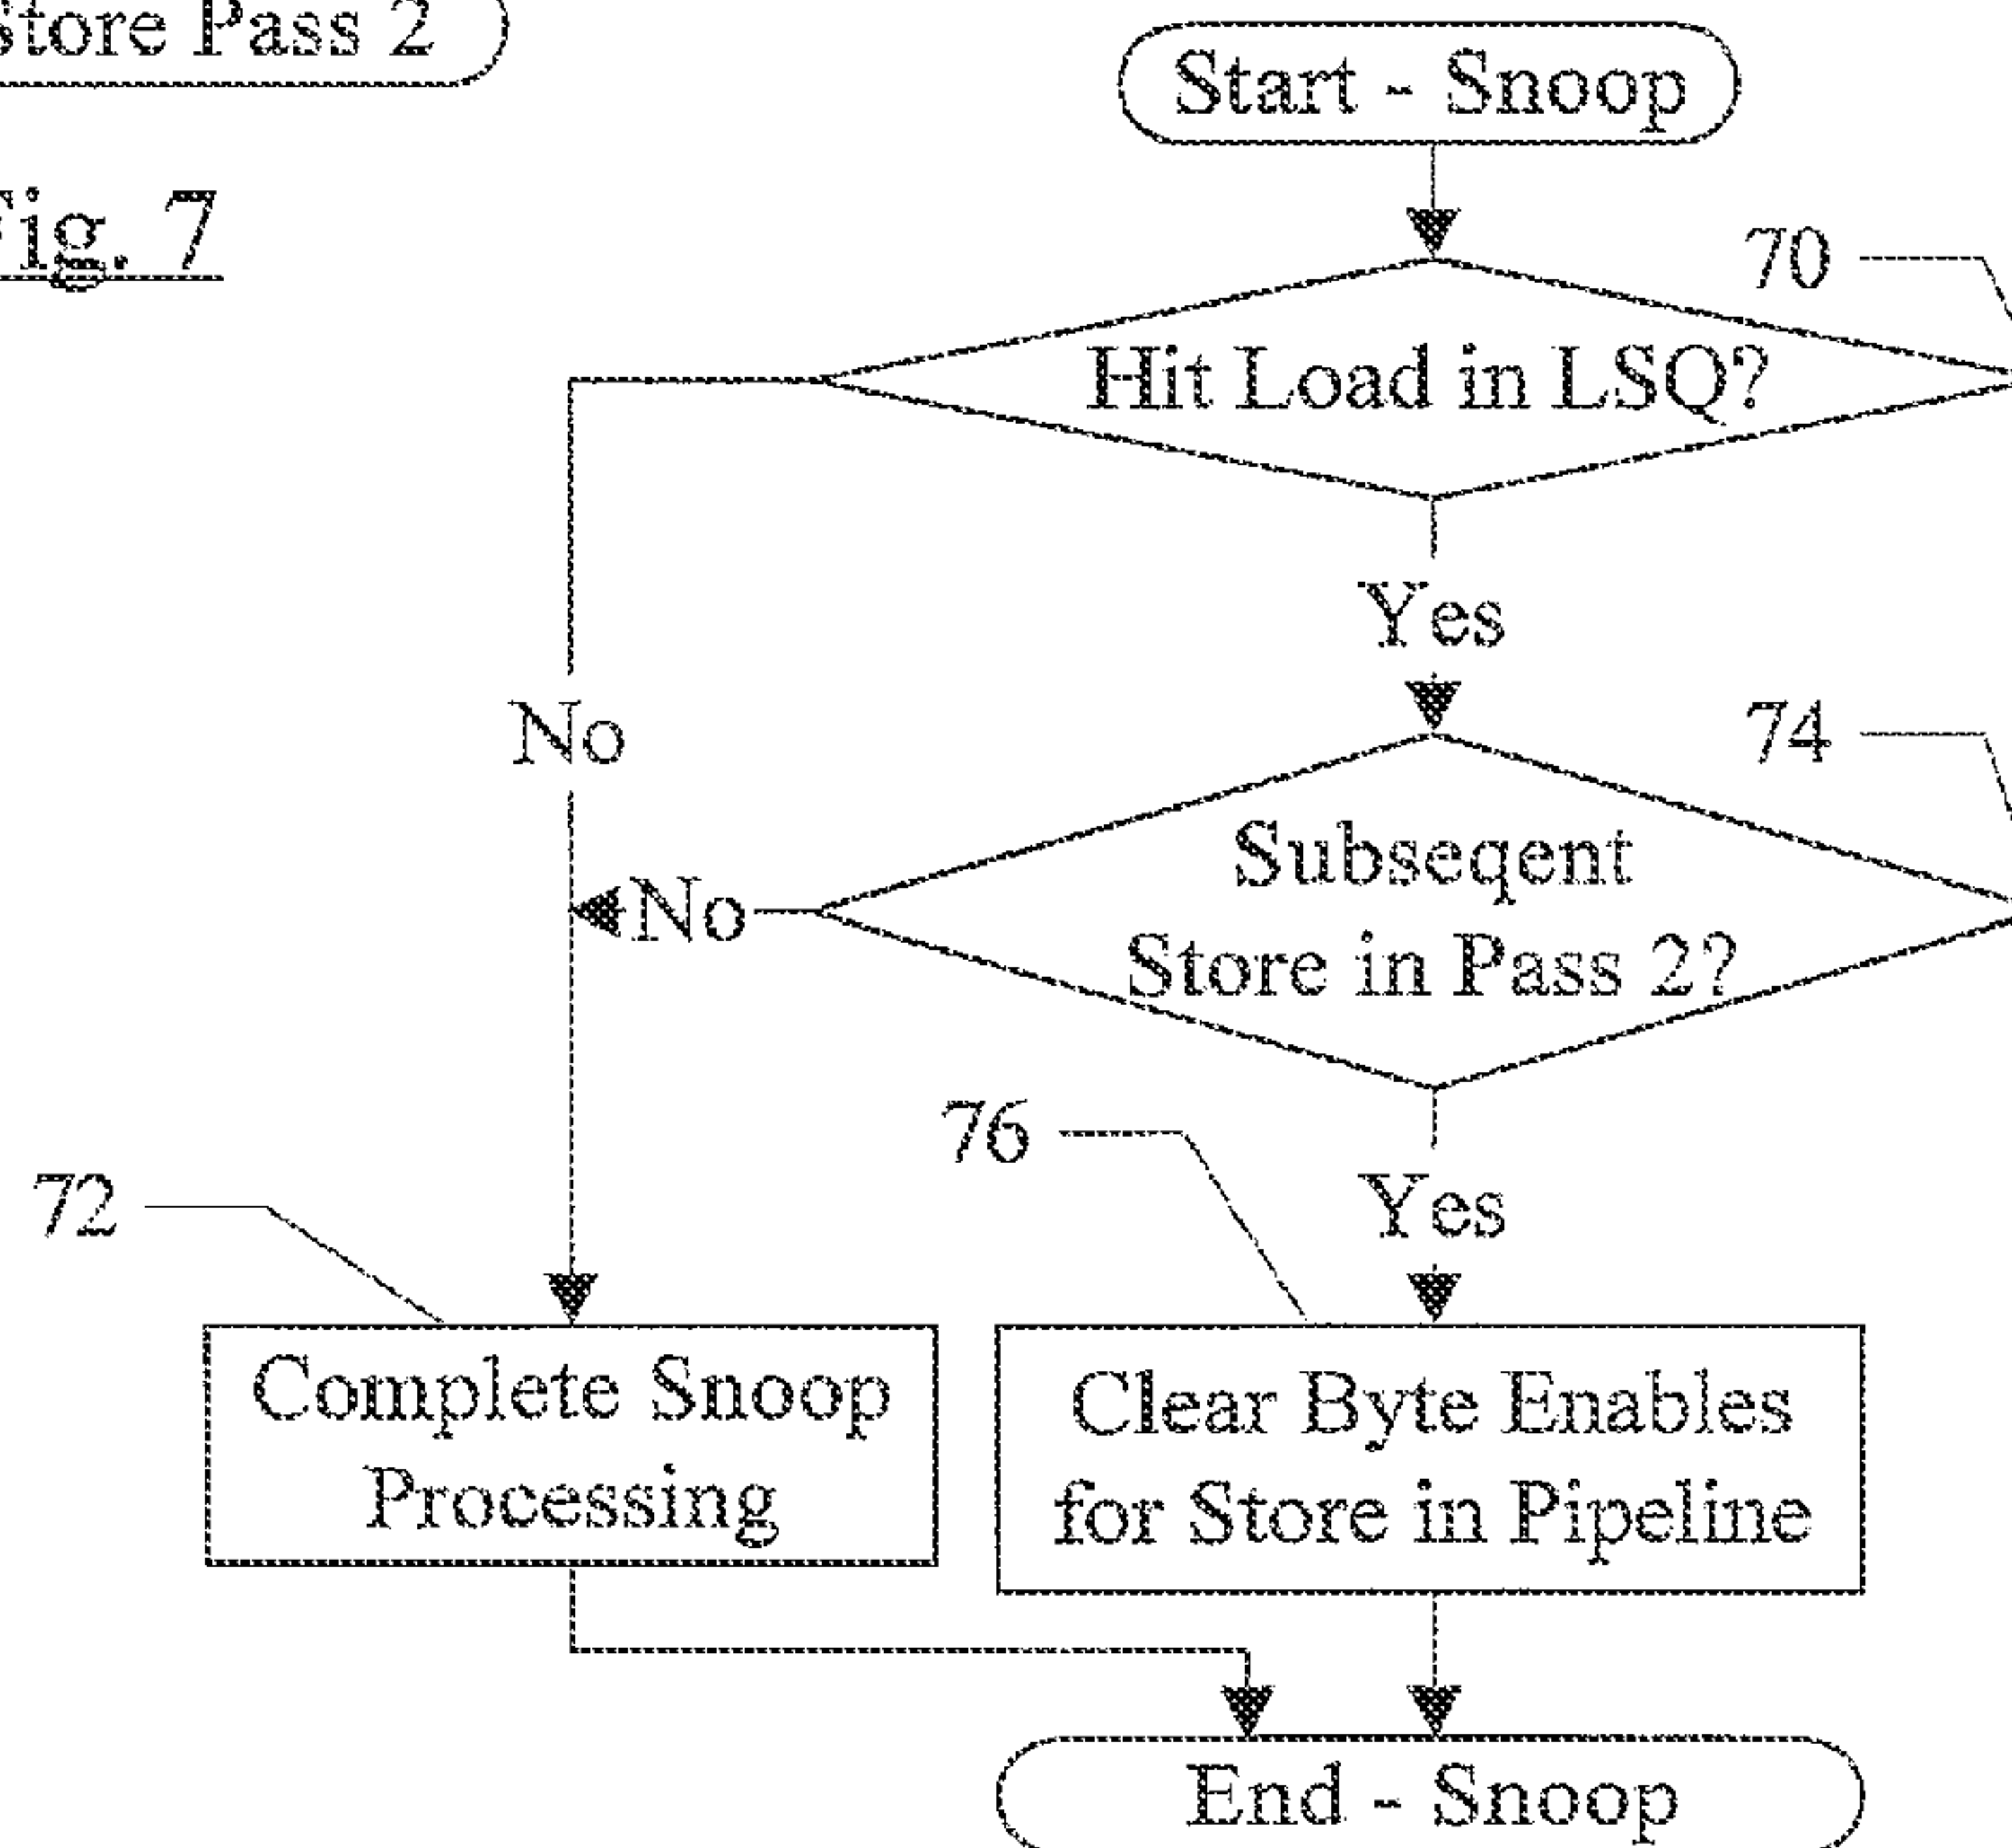 Store Pass 2
Fig. 7
Start - Snoop
70
Hit Load in LSQ?
Yes
No
74
Subseqent
Store in Pass 2?
No
76
Yes
72
Complete Snoop
Processing
Clear Byte Enables
for Store in Pipeline
End - Snoop